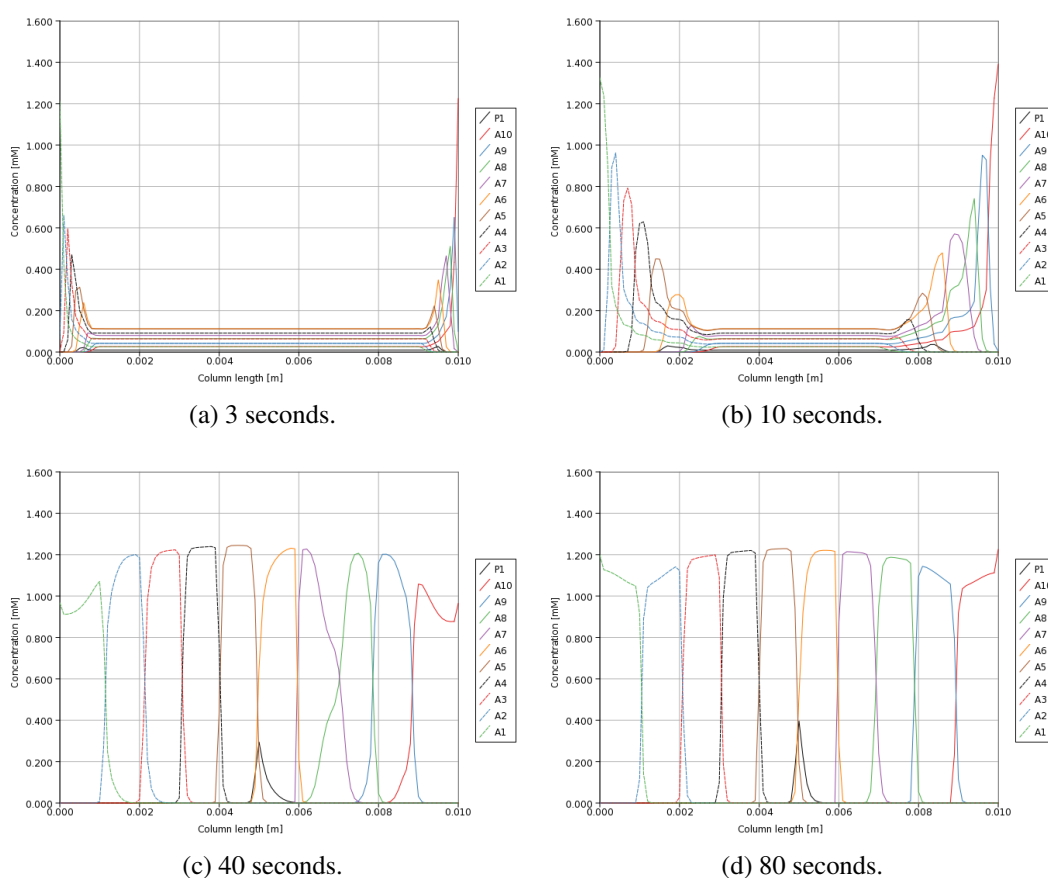 1.600
1.400
1.200
1.000
0.800
0.600
0.400
0.200
0.000
Concentration [mM]
0.000 0.002 0.004 0.006 0.008 0.010
Column length [m]
P1
A10
A9
A8
A7
A6
A5
A4
A3
A2
A1
(a) 3 seconds.
1.600
1.400
1.200
1.000
0.800
0.600
0.400
0.200
0.000
Concentration [mM]
0.000 0.002 0.004 0.006 0.008 0.010
Column length [m]
P1
A10
A9
A8
A7
A6
A5
A4
A3
A2
A1
(b) 10 seconds.
1.600
1.400
1.200
1.000
0.800
0.600
0.400
0.200
0.000
Concentration [mM]
0.000 0.002 0.004 0.006 0.008 0.010
Column length [m]
P1
A10
A9
A8
A7
A6
A5
A4
A3
A2
A1
(c) 40 seconds.
1.600
1.400
1.200
1.000
0.800
0.600
0.400
0.200
0.000
Concentration [mM]
0.000 0.002 0.004 0.006 0.008 0.010
Column length [m]
P1
A10
A9
A8
A7
A6
A5
A4
A3
A2
A1
(d) 80 seconds.